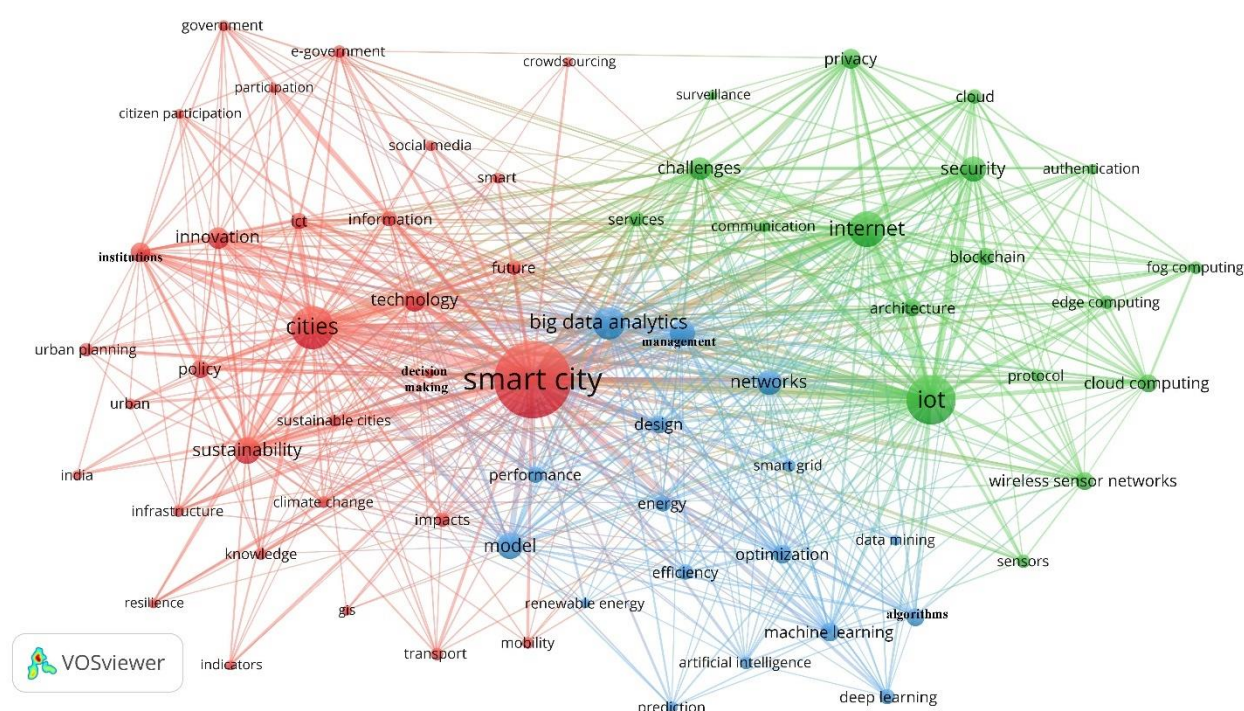 government
e-government
crowdsourcing
privacy
participation
surveillance
cloud
citizen participation
social media
challenges
security
authentication
smart
ict
information
services
communication
internet
innovation
institutions
future
blockchain
fog computing
technology
architecture
edge computing
cities
big data analytics
management
urban planning
policy
decision
making
smart city
networks
protocol
cloud computing
iot
urban
sustainable cities
design
sustainability
smart grid
india
performance
wireless sensor networks
infrastructure
climate change
energy
impacts
model
data mining
knowledge
optimization
sensors
efficiency
resilience
gis
renewable energy
algorithms
machine learning
mobility
transport
artificial intelligence
indicators
VOSviewer
deep learning
prediction